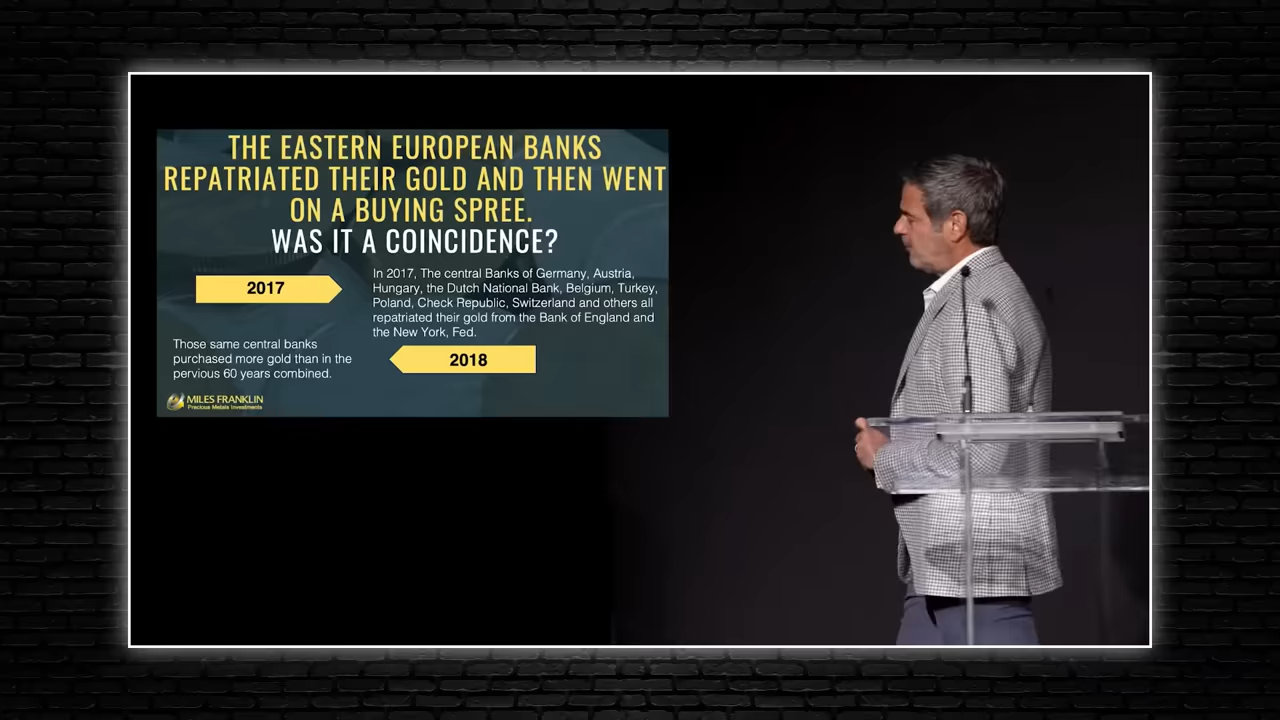 THE EASTERN EUROPEAN BANKS
REPATRIATED THEIR GOLD AND THEN WENT
ON A BUYING SPREE.
WAS IT A COINCIDENCE?
2017
In 2017, The central Banks of Germany, Austria,
Hungary, the Dutch National Bank, Belgium, Turkey,
Poland, Check Republic, Switzerland and others all
repatriated their gold from the Bank of England and
the New York, Fed.
2018
Those same central banks
purchased more gold than in the
pervious 60 years combined.
MILES FRANKLIN
Precious Metals Investments